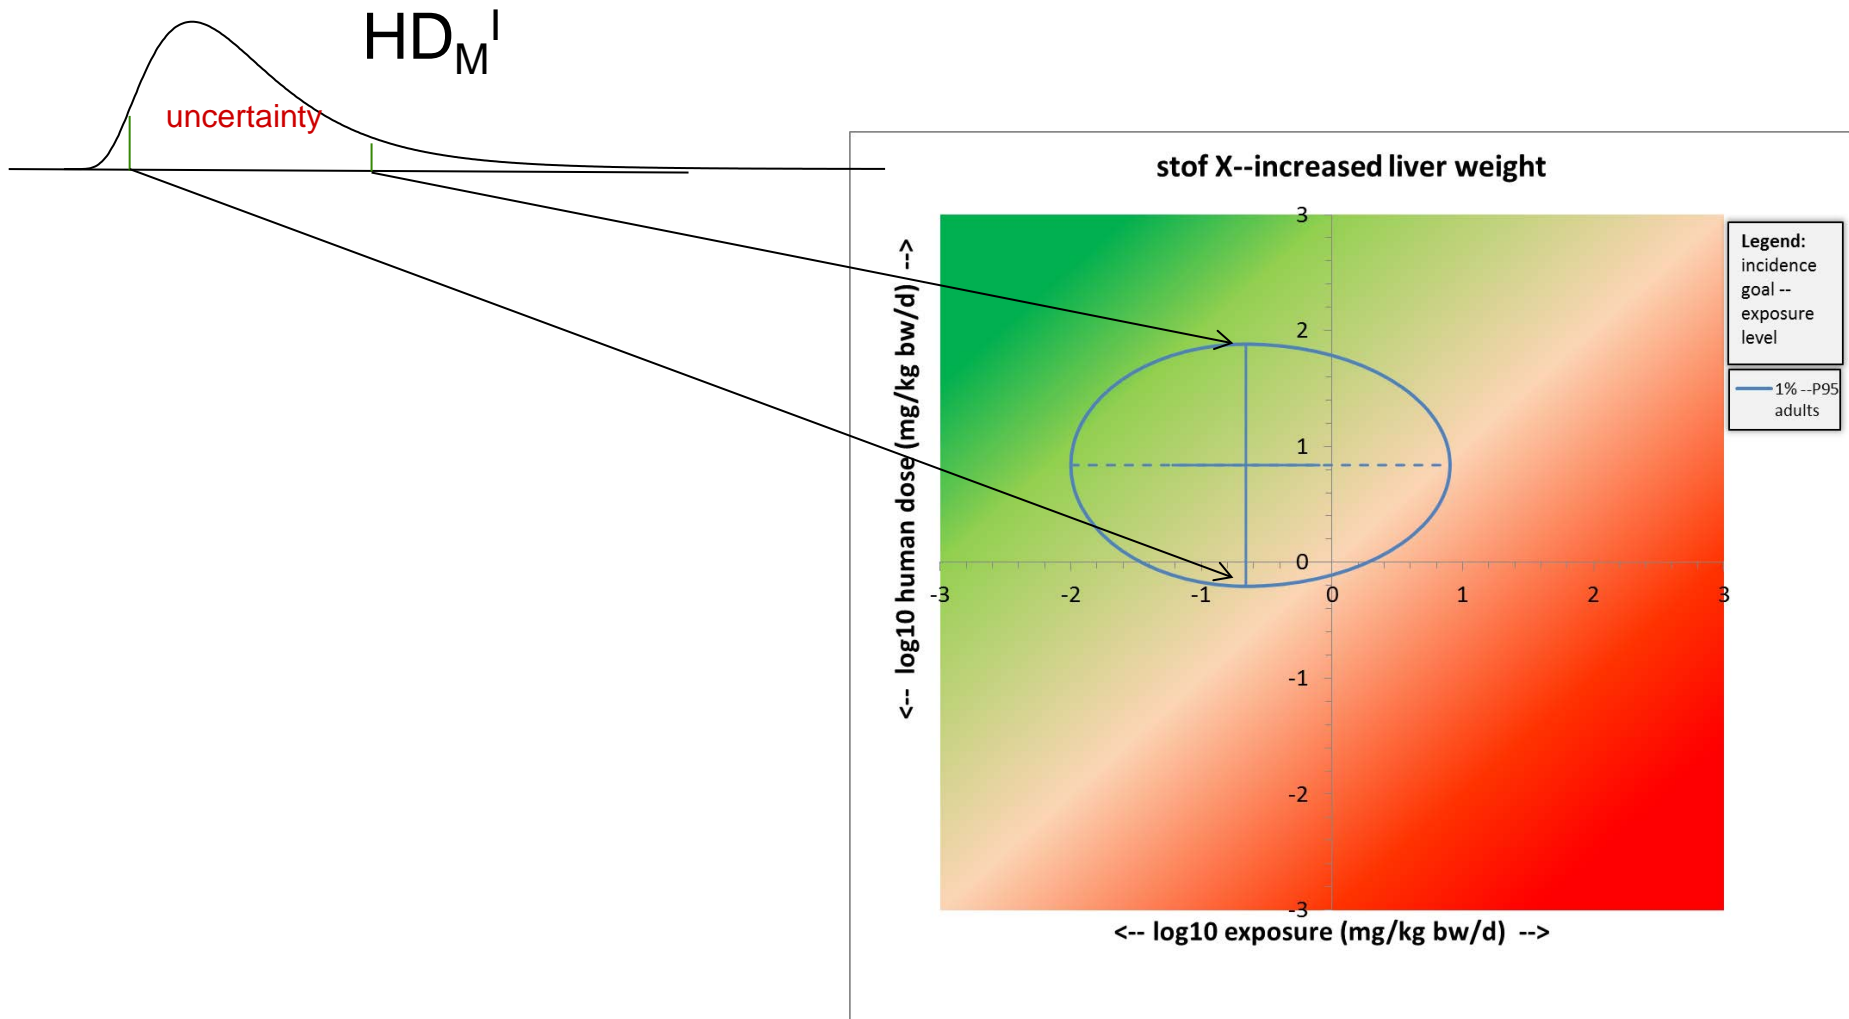 HD_M^I
uncertainty
stof X--increased liver weight
<-- log10 human dose (mg/kg bw/d) -->
3
2
1
0
-1
-2
-3
-3 -2 -1 0 1 2 3
<-- log10 exposure (mg/kg bw/d) -->
Legend:
incidence
goal --
exposure
level
1% --P95
adults